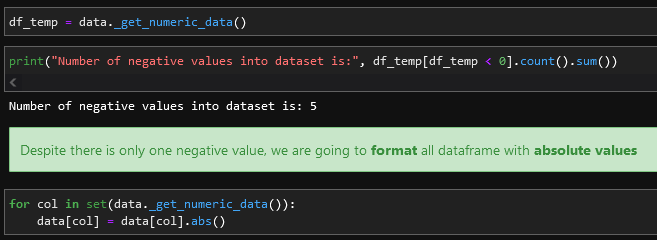 df_temp = data._get_numeric_data()
print("Number of negative values into dataset is:", df_temp[df_temp < 0].count().sum())
Number of negative values into dataset is: 5
Despite there is only one negative value, we are going to format all dataframe with absolute values
for col in set(data._get_numeric_data()):
    data[col] = data[col].abs()